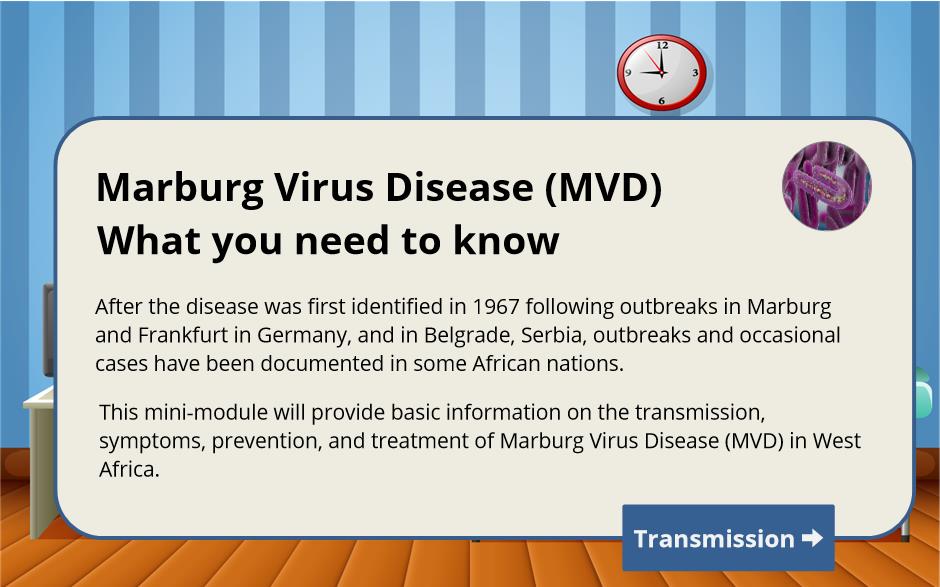 12
9 3
6
Marburg Virus Disease (MVD)
What you need to know
After the disease was first identified in 1967 following outbreaks in Marburg
and Frankfurt in Germany, and in Belgrade, Serbia, outbreaks and occasional
cases have been documented in some African nations.
This mini-module will provide basic information on the transmission,
symptoms, prevention, and treatment of Marburg Virus Disease (MVD) in West
Africa.
Transmission